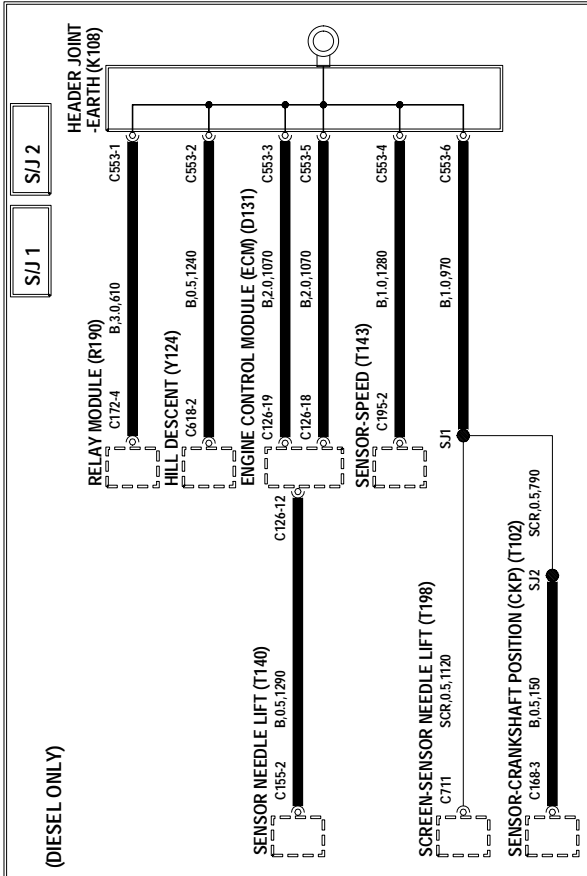 (DIESEL ONLY)
S/J 1
S/J 2
HEADER JOINT
-EARTH (K108)
RELAY MODULE (R190)
C172-4
B,3.0,610
C553-1
HILL DESCENT (Y124)
C618-2
B,0.5,1240
C553-2
ENGINE CONTROL MODULE (ECM) (D131)
C126-19
B,2.0,1070
C553-3
C126-18
B,2.0,1070
C553-5
SENSOR NEEDLE LIFT (T140)
C155-2
B,0.5,1290
C126-12
SENSOR-SPEED (T143)
C195-2
B,1.0,1280
C553-4
SJ1
B,1.0,970
C553-6
SCREEN-SENSOR NEEDLE LIFT (T198)
C711
SCR,0.5,1120
SENSOR-CRANKSHAFT POSITION (CKP) (T102)
C168-3
B,0.5,150
SJ2
SCR,0.5,790